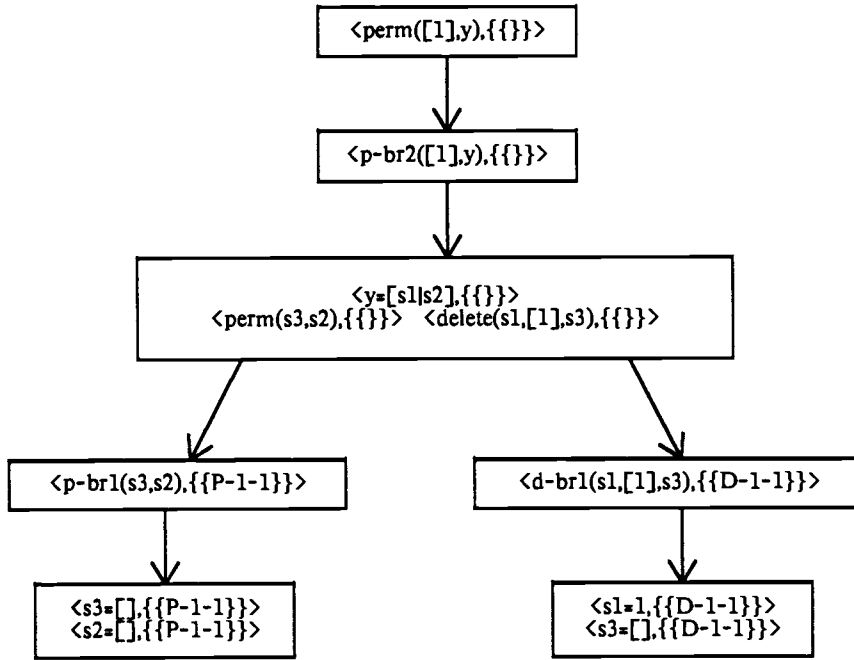 <perm([1],y),{{}}>
<p-br2([1],y),{{}}>
<y=[s1|s2],{{}}>
<perm(s3,s2),{{}}> <delete(s1,[1],s3),{{}}>
<p-br1(s3,s2),{{P-1-1}}>
<d-br1(s1,[1],s3),{{D-1-1}}>
<s3=[],{{P-1-1}}>
<s2=[],{{P-1-1}}>
<s1=1,{{D-1-1}}>
<s3=[],{{D-1-1}}>